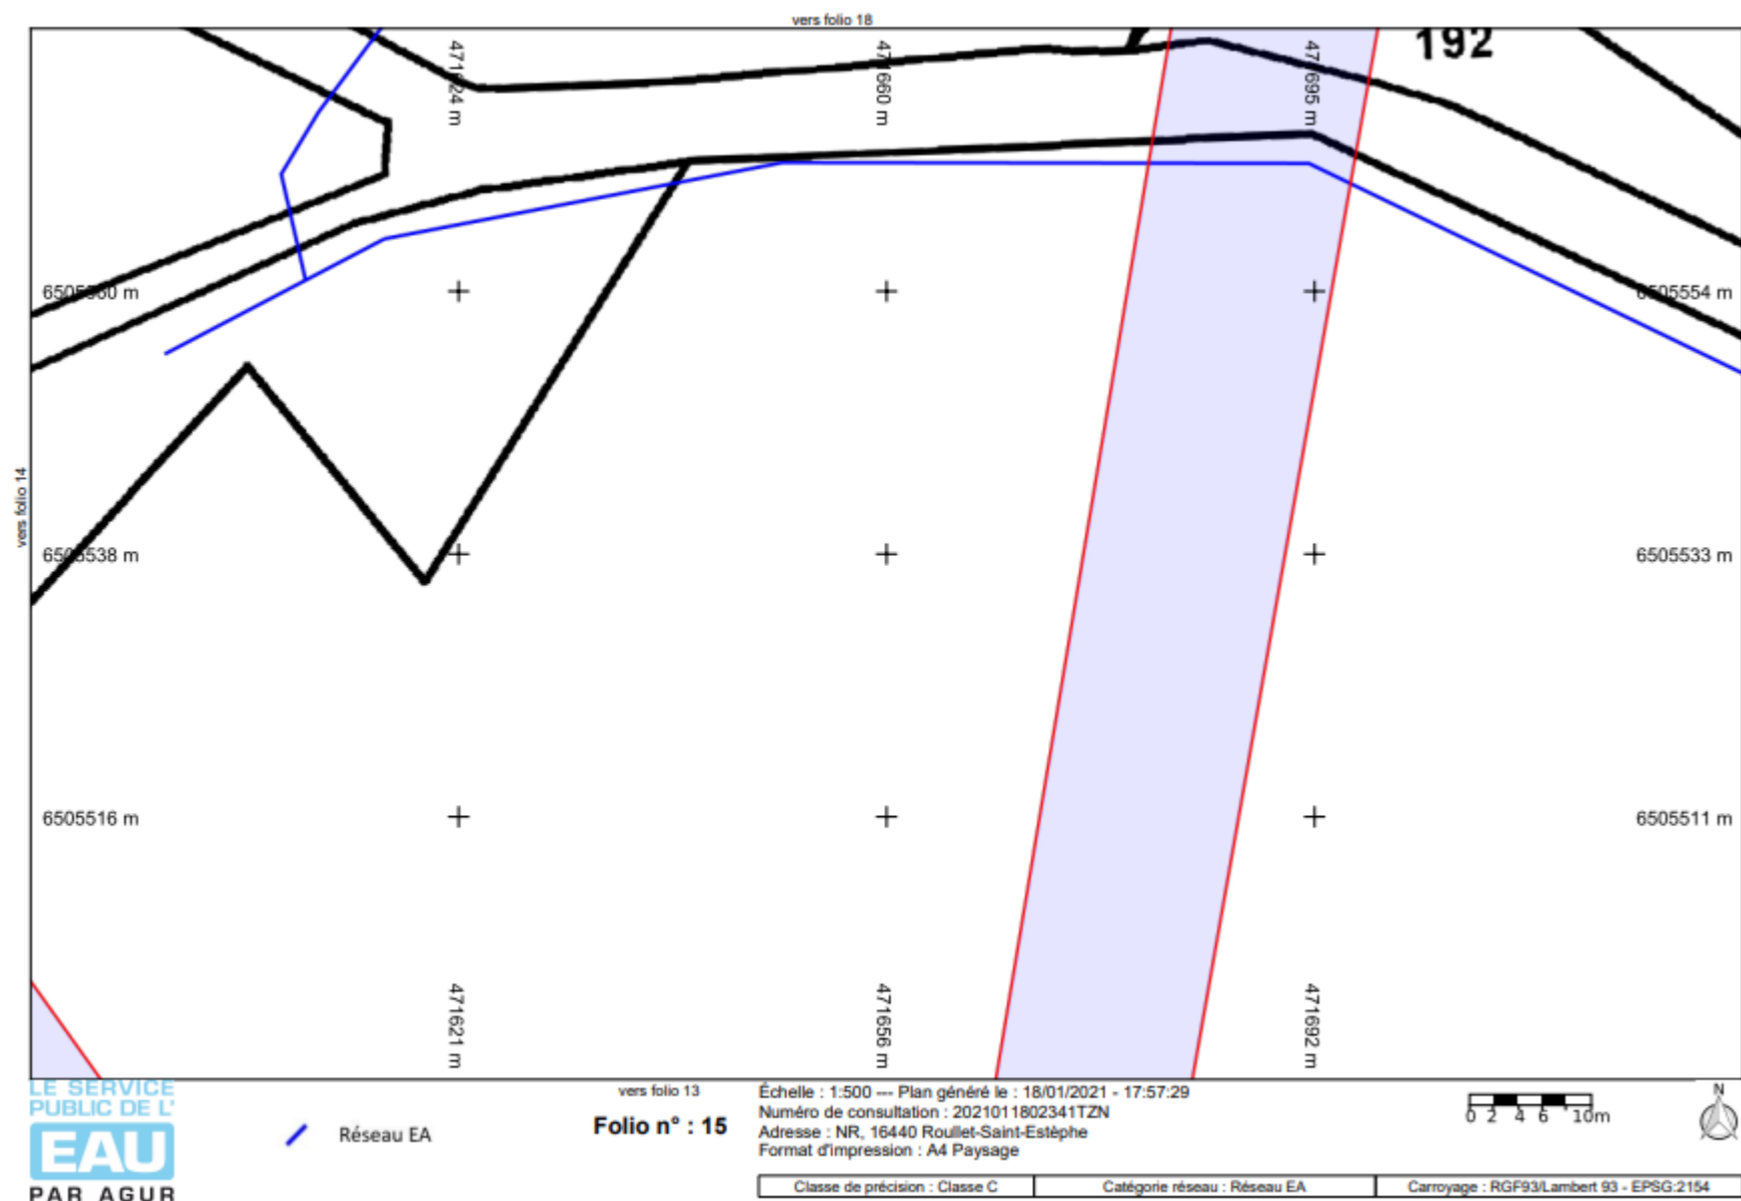 vers folio 18
192
471624 m
471660 m
471695 m
6505560 m
6505554 m
vers folio 14
6505538 m
6505533 m
6505516 m
6505511 m
471621 m
471656 m
471692 m
LE SERVICE
PUBLIC DE L'
EAU
PAR AGUR
Réseau EA
vers folio 13
Folio n° : 15
Échelle : 1:500 --- Plan généré le : 18/01/2021 - 17:57:29
Numéro de consultation : 2021011802341TZN
Adresse : NR, 16440 Roullet-Saint-Estèphe
Format d'impression : A4 Paysage
0 2 4 6 10m
N
Classe de précision : Classe C
Catégorie réseau : Réseau EA
Carroyage : RGF93/Lambert 93 - EPSG:2154